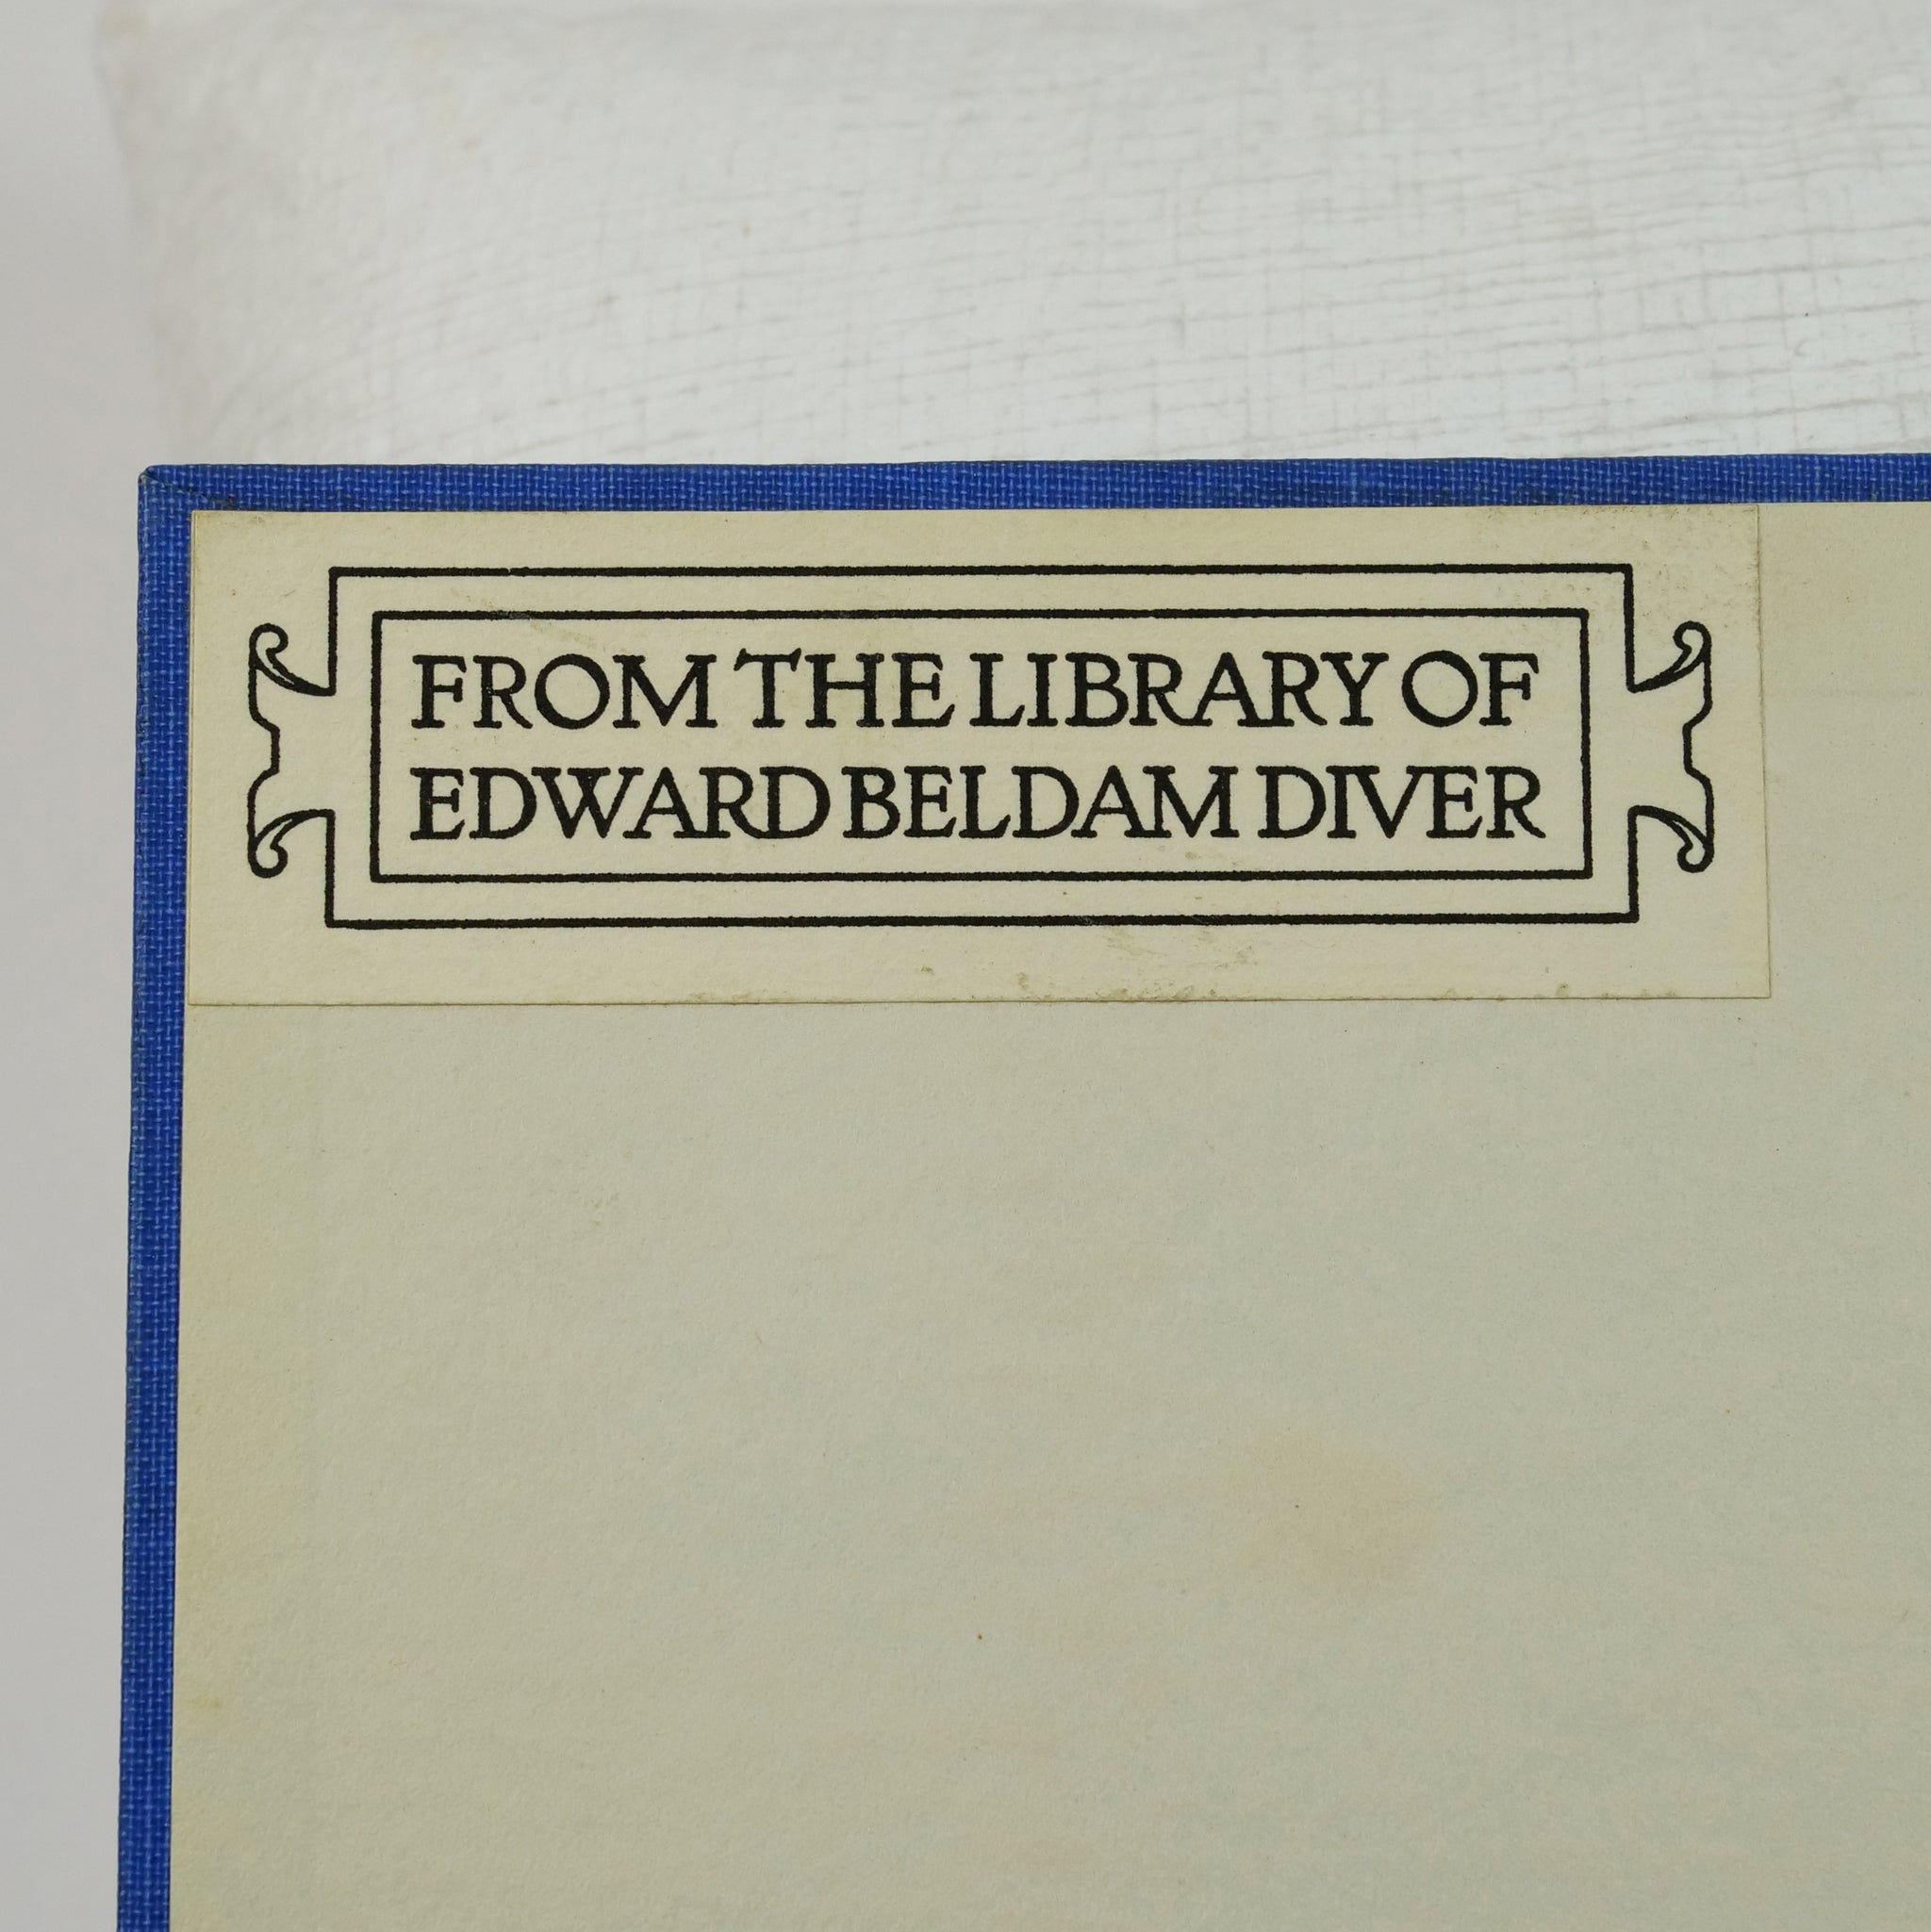 FROM THE LIBRARY OF
EDWARD BELDAM DIVER